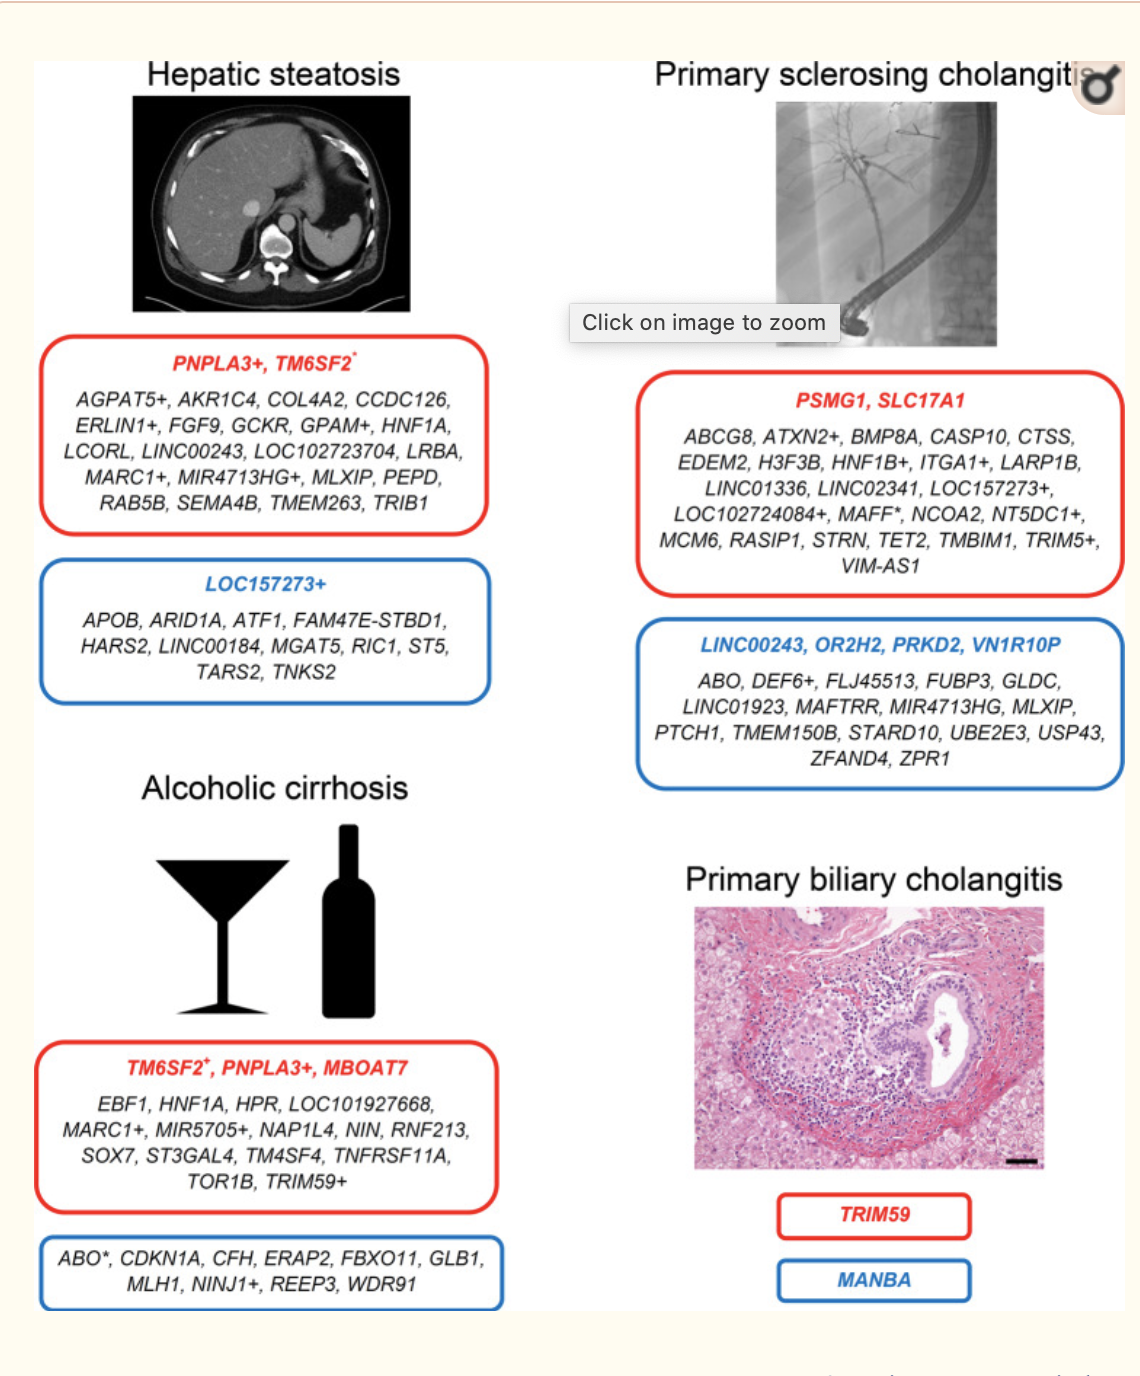 Hepatic steatosis
PNPLA3+, TM6SF2*
AGPAT5+, AKR1C4, COL4A2, CCDC126,
ERLIN1+, FGF9, GCKR, GPAM+, HNF1A,
LCORL, LINC00243, LOC102723704, LRBA,
MARC1+, MIR4713HG+, MLXIP, PEPD,
RAB5B, SEMA4B, TMEM263, TRIB1
LOC157273+
APOB, ARID1A, ATF1, FAM47E-STBD1,
HARS2, LINC00184, MGAT5, RIC1, ST5,
TARS2, TNKS2
Alcoholic cirrhosis
TM6SF2+, PNPLA3+, MBOAT7
EBF1, HNF1A, HPR, LOC101927668,
MARC1+, MIR5705+, NAP1L4, NIN, RNF213,
SOX7, ST3GAL4, TM4SF4, TNFRSF11A,
TOR1B, TRIM59+
ABO*, CDKN1A, CFH, ERAP2, FBXO11, GLB1,
MLH1, NINJ1+, REEP3, WDR91
Primary sclerosing cholangitis
Click on image to zoom
PSMG1, SLC17A1
ABCG8, ATXN2+, BMP8A, CASP10, CTSS,
EDEM2, H3F3B, HNF1B+, ITGA1+, LARP1B,
LINC01336, LINC02341, LOC157273+,
LOC102724084+, MAFF*, NCOA2, NT5DC1+,
MCM6, RASIP1, STRN, TET2, TMBIM1, TRIM5+,
VIM-AS1
LINC00243, OR2H2, PRKD2, VN1R10P
ABO, DEF6+, FLJ45513, FUBP3, GLDC,
LINC01923, MAFTRR, MIR4713HG, MLXIP,
PTCH1, TMEM150B, STARD10, UBE2E3, USP43,
ZFAND4, ZPR1
Primary biliary cholangitis
TRIM59
MANBA